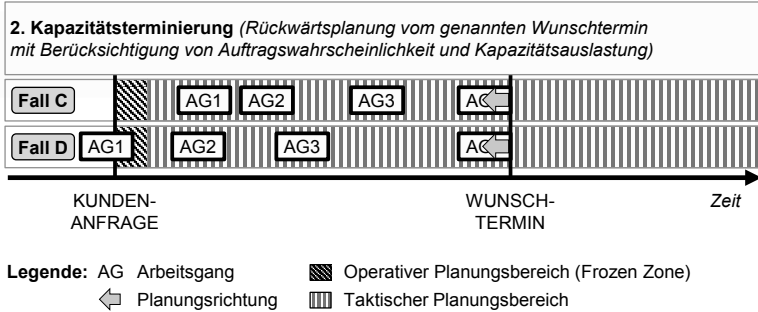 2. Kapazitätsterminierung (Rückwärtsplanung vom genannten Wunschtermin
mit Berücksichtigung von Auftragswahrscheinlichkeit und Kapazitätsauslastung)
Fall C AG1 AG2 AG3
Fall D AG1 AG2 AG3
KUNDEN-
ANFRAGE
WUNSCH-
TERMIN
Zeit
Legende: AG Arbeitsgang
Operativer Planungsbereich (Frozen Zone)
Planungsrichtung
Taktischer Planungsbereich